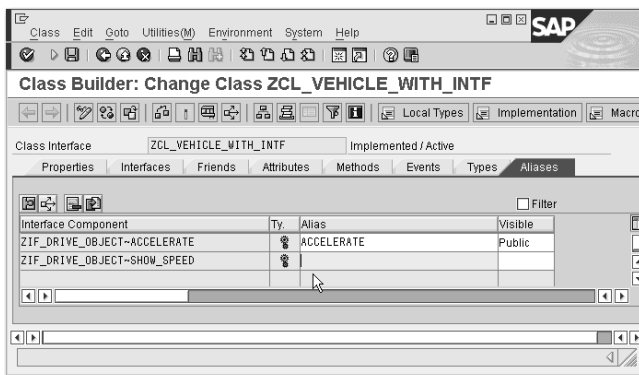 Class Edit Goto Utilities(M) Environment System Help
SAP
Class Builder: Change Class ZCL_VEHICLE_WITH_INTF
Local Types Implementation Macro
Class Interface ZCL_VEHICLE_WITH_INTF Implemented / Active
Properties Interfaces Friends Attributes Methods Events Types Aliases
Filter
Interface Component Ty. Alias Visible
ZIF_DRIVE_OBJECT~ACCELERATE ACCELERATE Public
ZIF_DRIVE_OBJECT~SHOW_SPEED